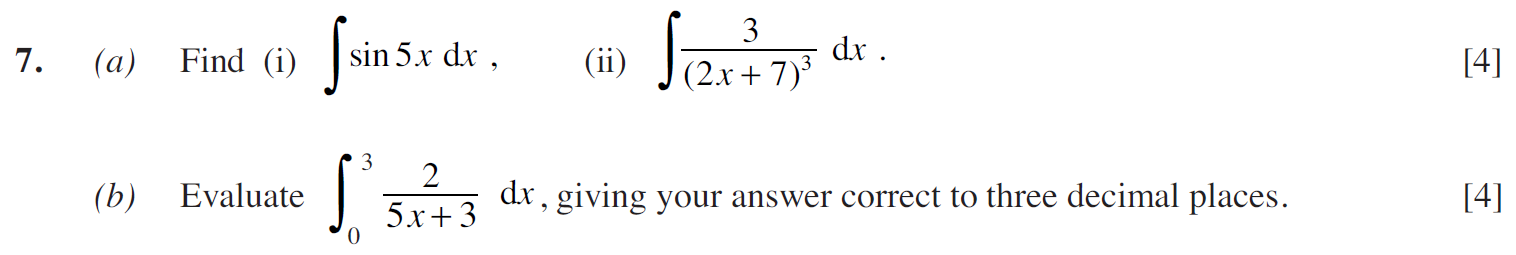 7. (a) Find (i) ∫ sin 5x dx , (ii) ∫ 3/(2x + 7)³ dx . [4]
(b) Evaluate ∫₀³ 2/(5x + 3) dx , giving your answer correct to three decimal places. [4]